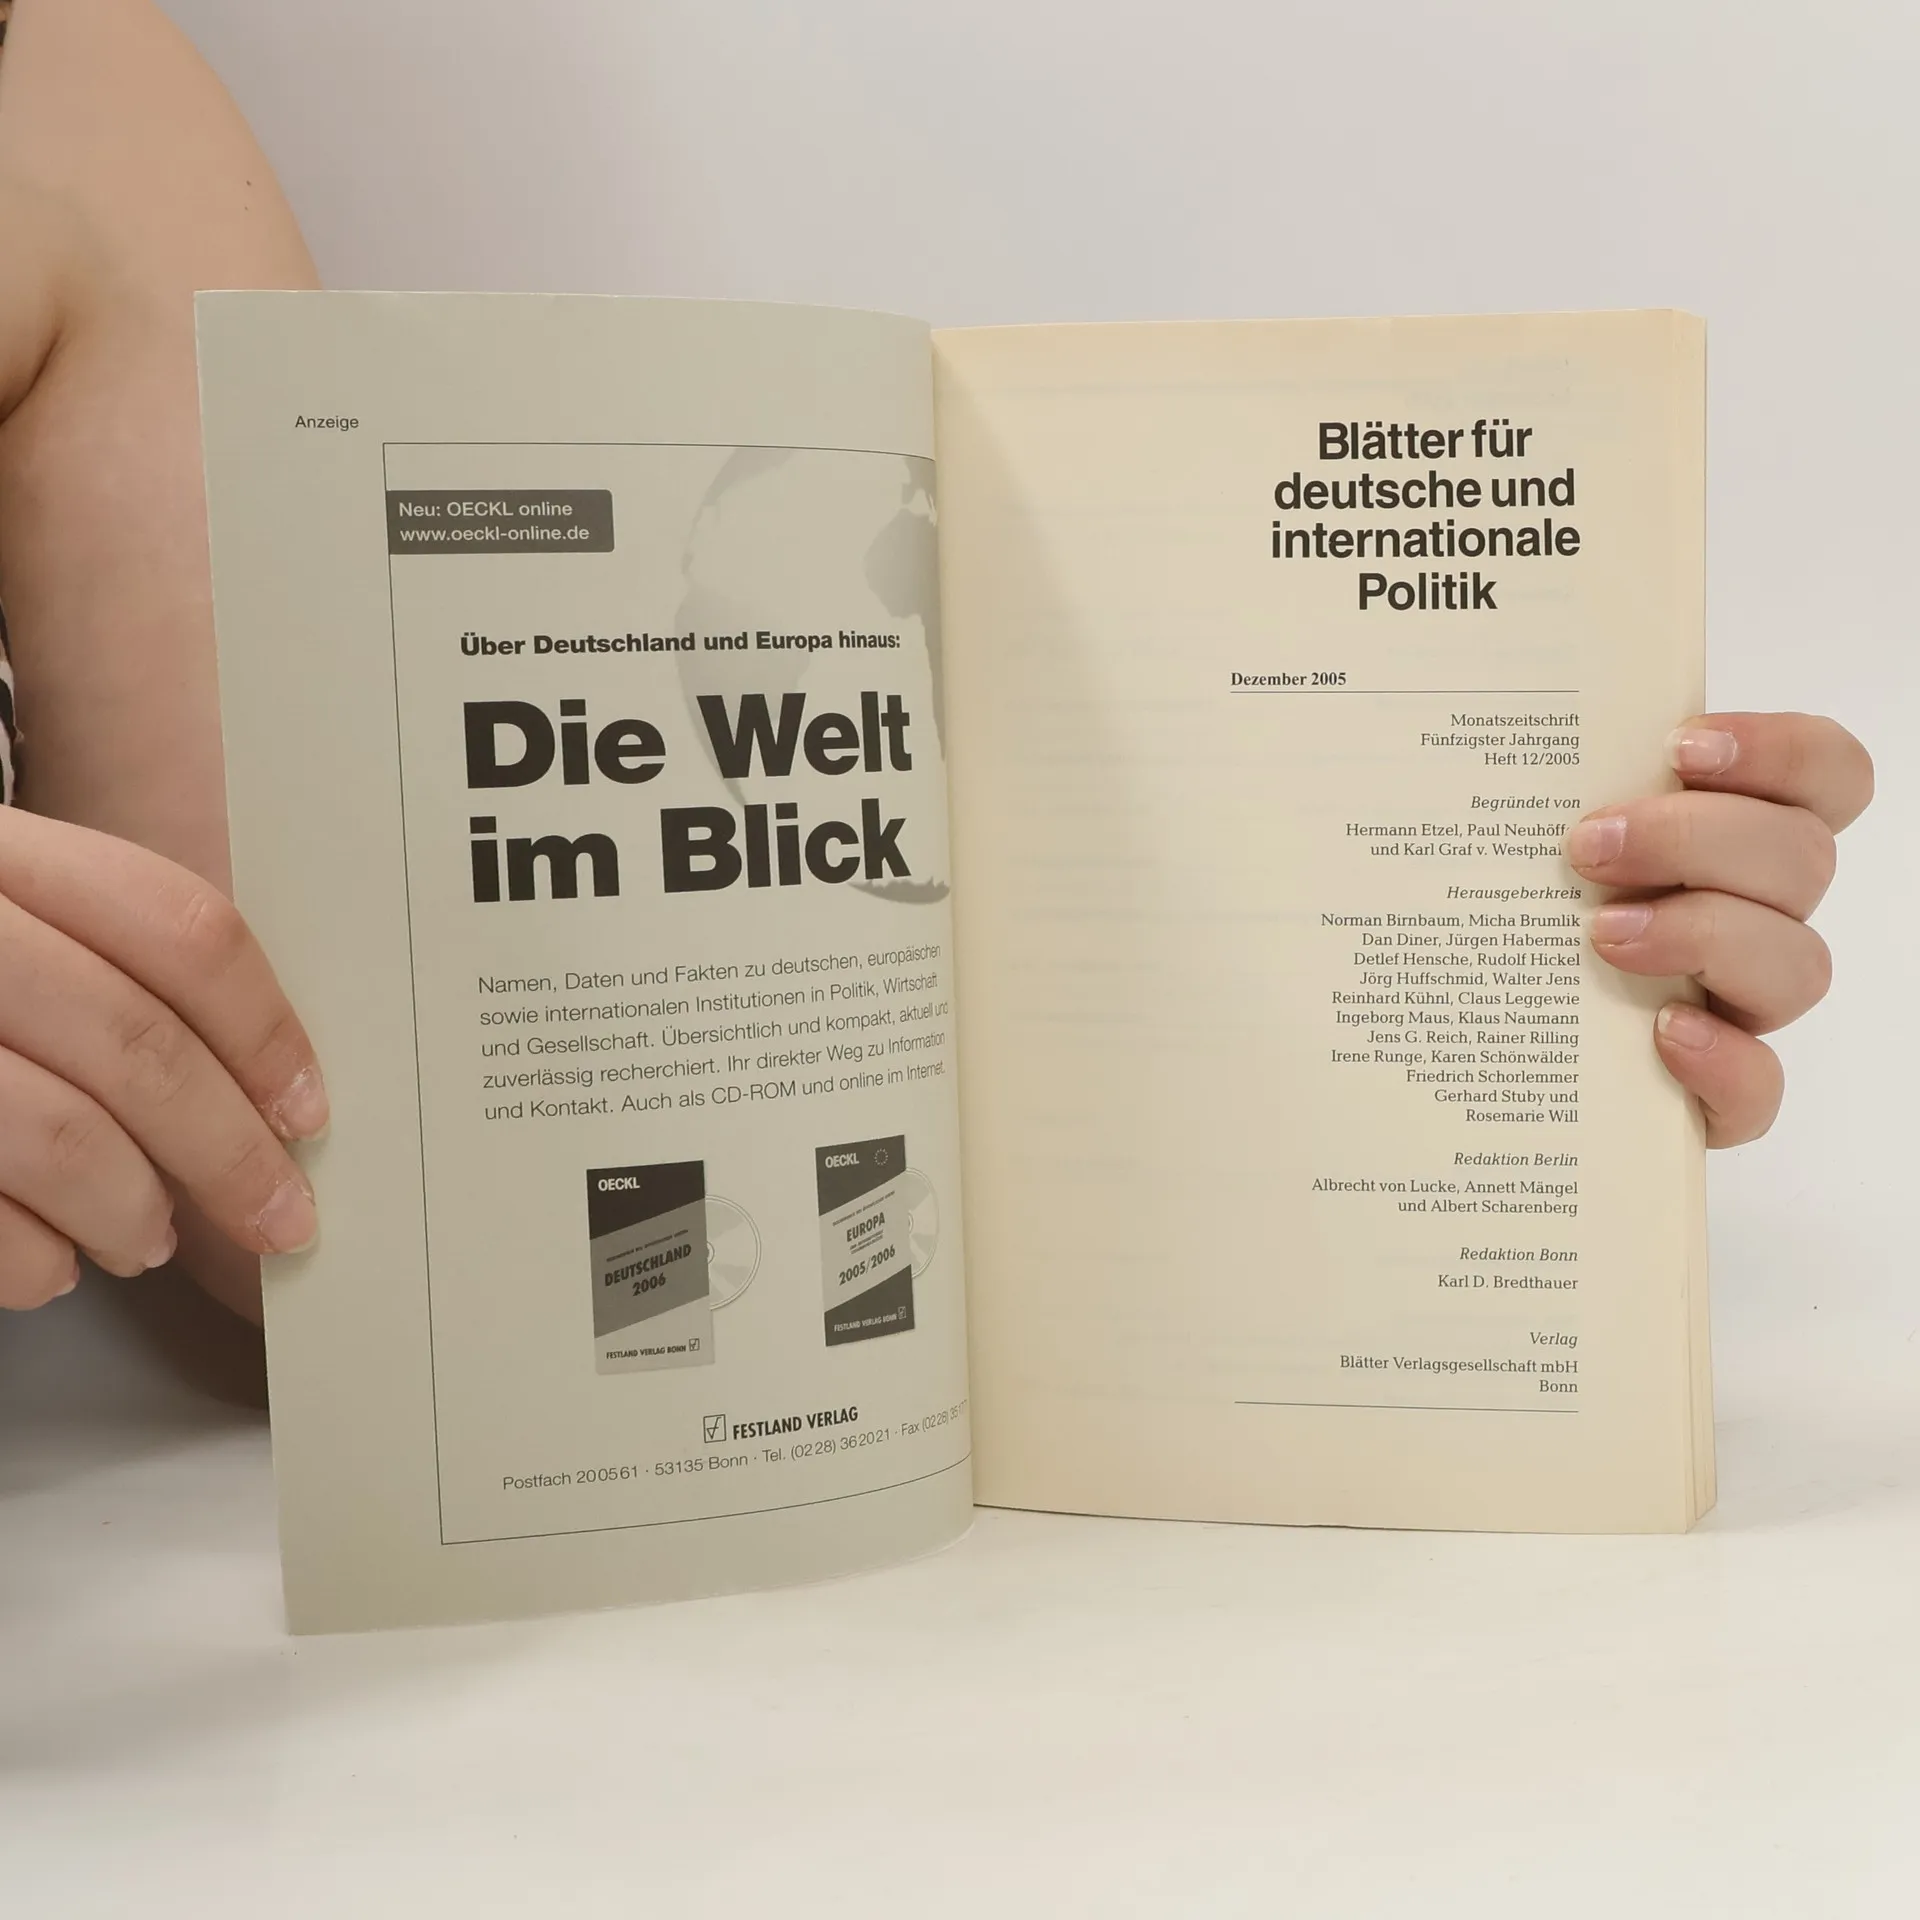 Anzeige
Neu: OECKL online
www.oeckl-online.de
Über Deutschland und Europa hinaus:
Die Welt
im Blick
Namen, Daten und Fakten zu deutschen, europäischen
sowie internationalen Institutionen in Politik, Wirtschaft
und Gesellschaft. Übersichtlich und kompakt, aktuell und
zuverlässig recherchiert. Ihr direkter Weg zu Information
und Kontakt. Auch als CD-ROM und online im Internet.
OECKL
DEUTSCHLAND
2006
FESTLAND VERLAG BONN
OECKL
EUROPA
2005/2006
FESTLAND VERLAG BONN
FESTLAND VERLAG
Postfach 200561 · 53135 Bonn · Tel. (0228) 362021 · Fax (0228)
Blätter für
deutsche und
internationale
Politik
Dezember 2005
Monatszeitschrift
Fünfzigster Jahrgang
Heft 12/2005
Begründet von
Hermann Etzel, Paul Neuhöff
und Karl Graf v. Westpha
Herausgeberkreis
Norman Birnbaum, Micha Brumlik
Dan Diner, Jürgen Habermas
Detlef Hensche, Rudolf Hickel
Jörg Huffschmid, Walter Jens
Reinhard Kühnl, Claus Leggewie
Ingeborg Maus, Klaus Naumann
Jens G. Reich, Rainer Rilling
Irene Runge, Karen Schönwälder
Friedrich Schorlemmer
Gerhard Stuby und
Rosemarie Will
Redaktion Berlin
Albrecht von Lucke, Annett Mängel
und Albert Scharenberg
Redaktion Bonn
Karl D. Bredthauer
Verlag
Blätter Verlagsgesellschaft mbH
Bonn